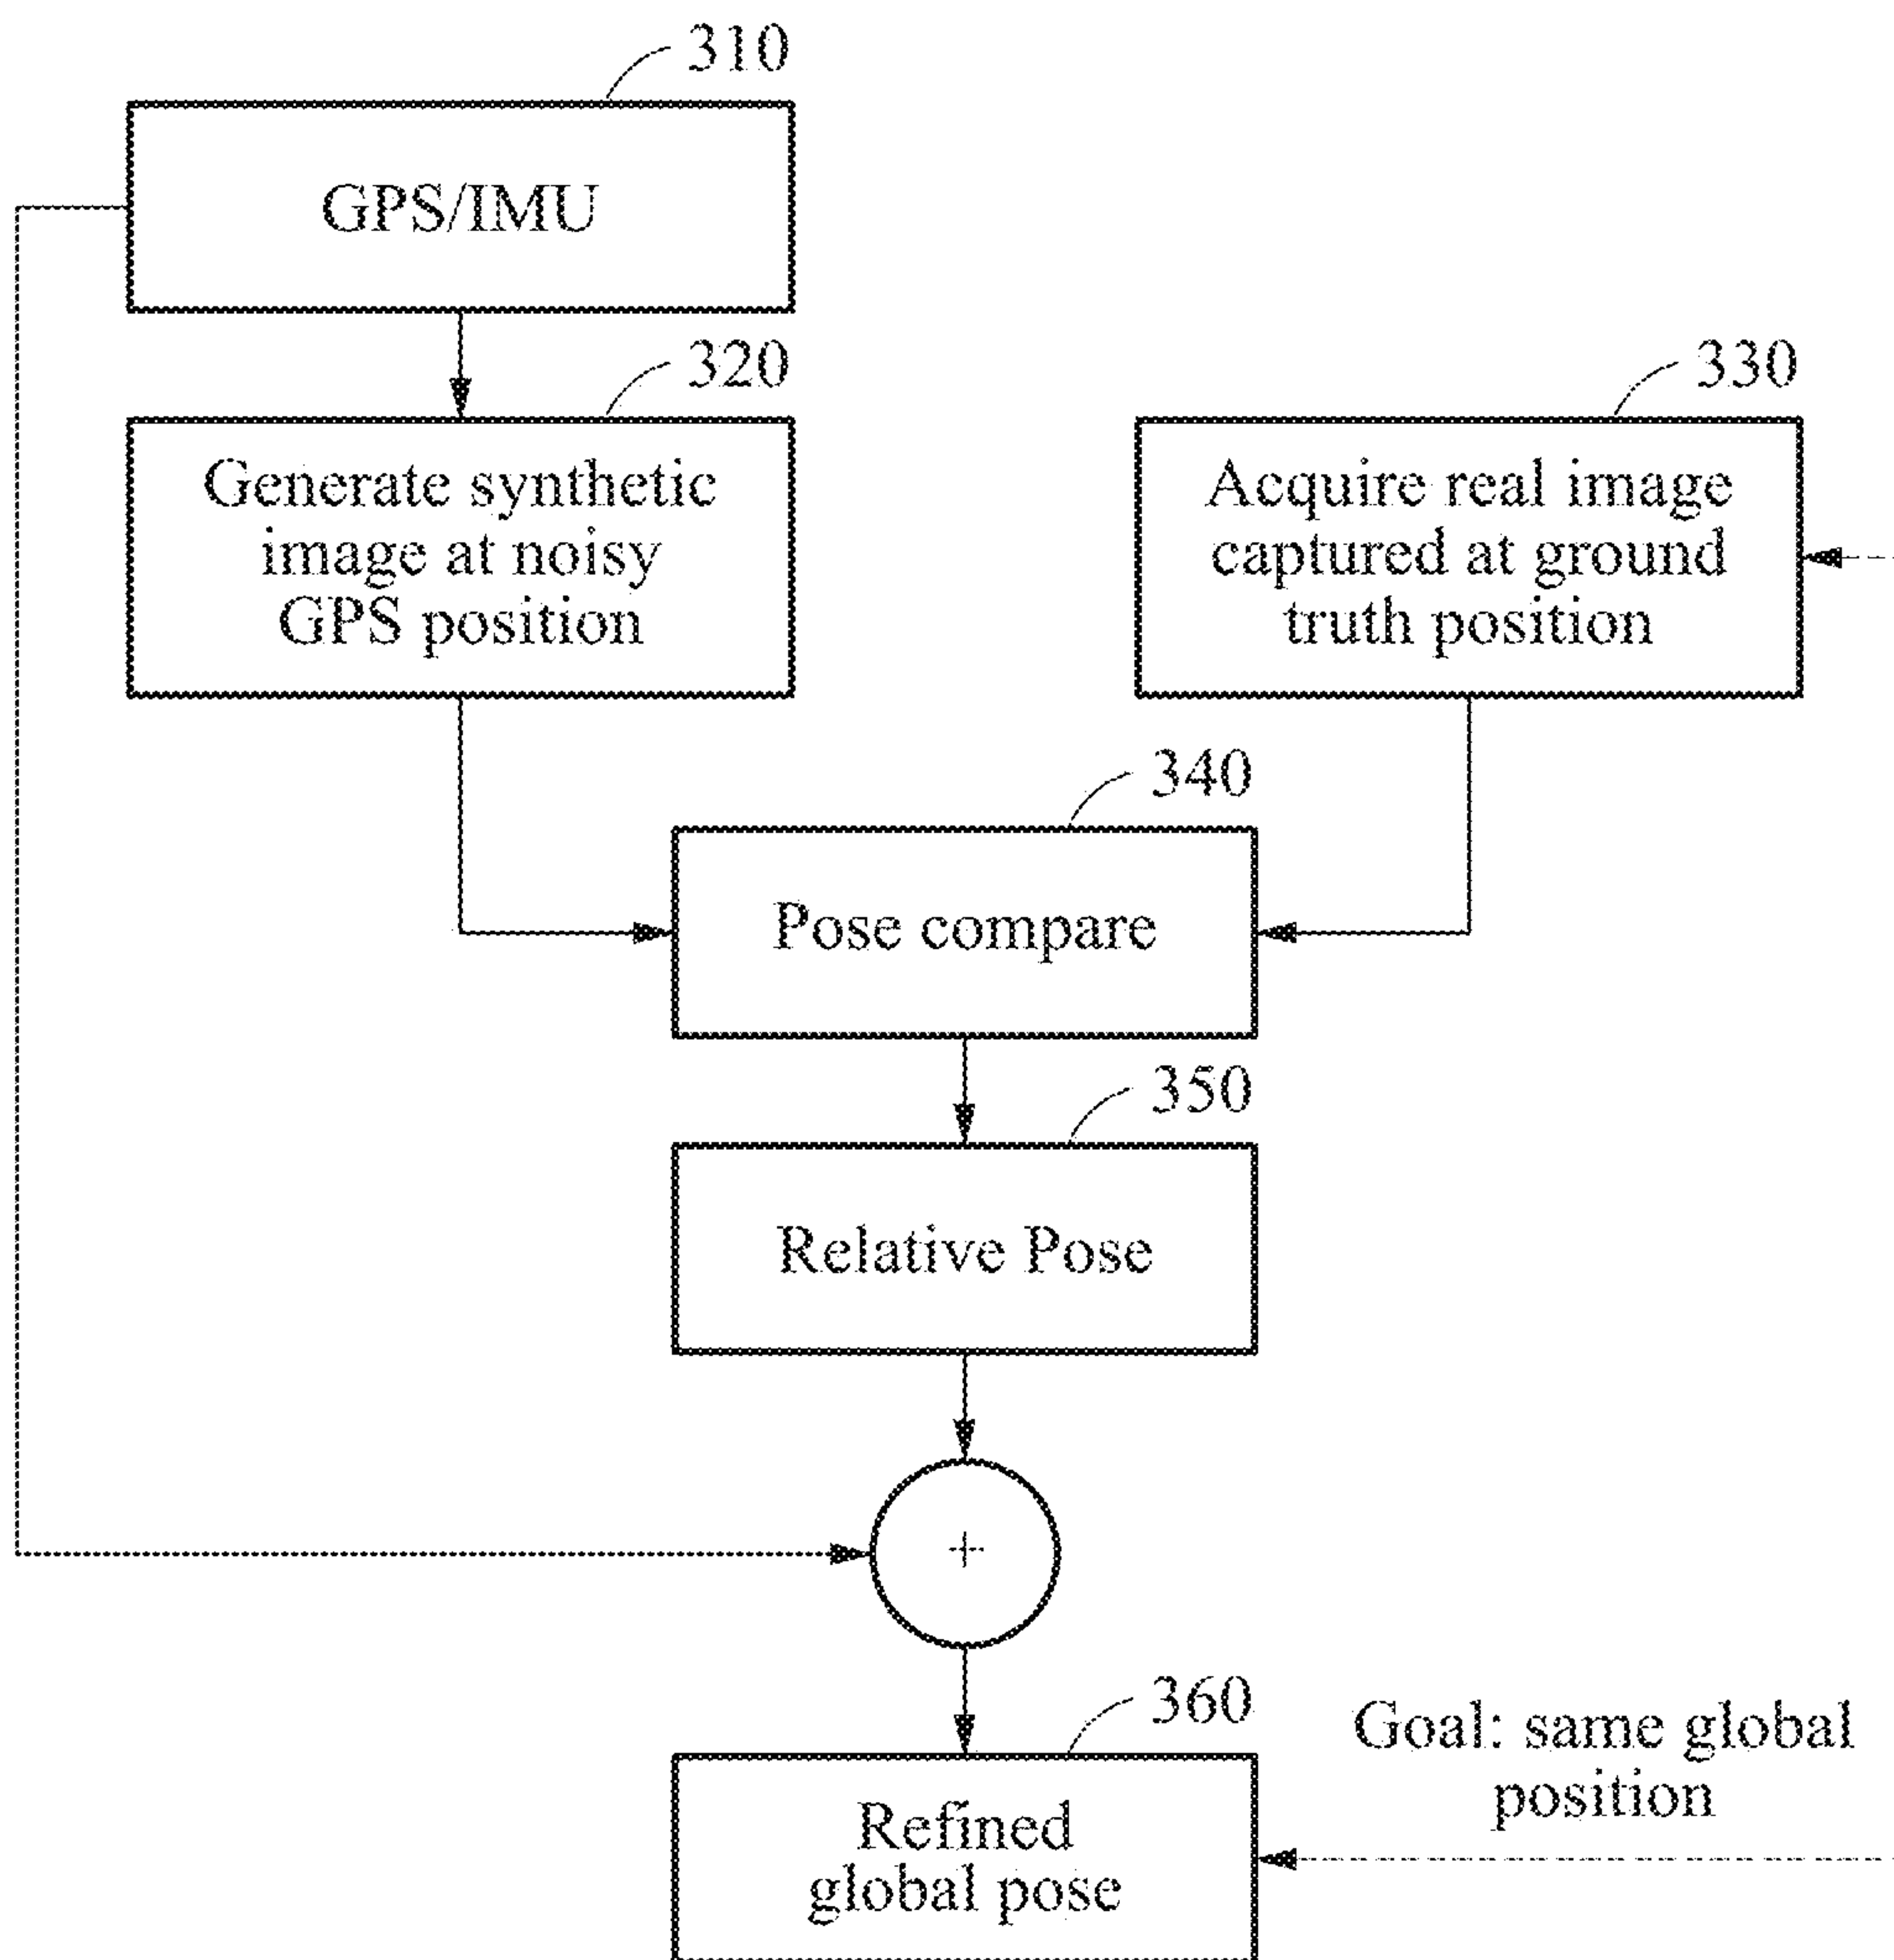 310
GPS/IMU
320
Generate synthetic
image at noisy
GPS position
330
Acquire real image
captured at ground
truth position
340
Pose compare
350
Relative Pose
+
360
Refined
global pose
Goal: same global
position